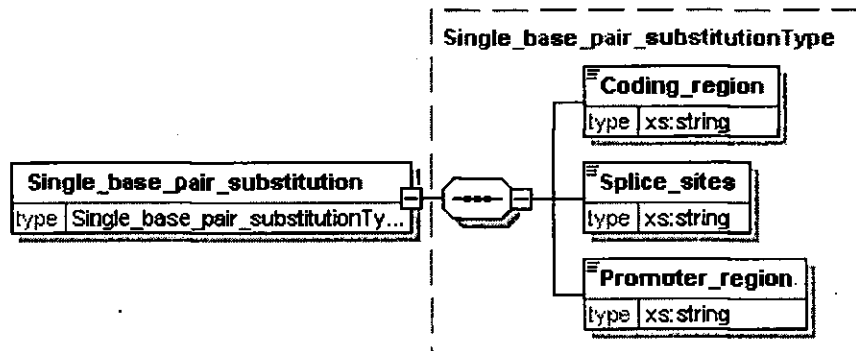 Single_base_pair_substitutionType
Coding_region
type xs:string
Single_base_pair_substitution
type Single_base_pair_substitutionTy...
Splice_sites
type xs:string
Promoter_region
type xs:string